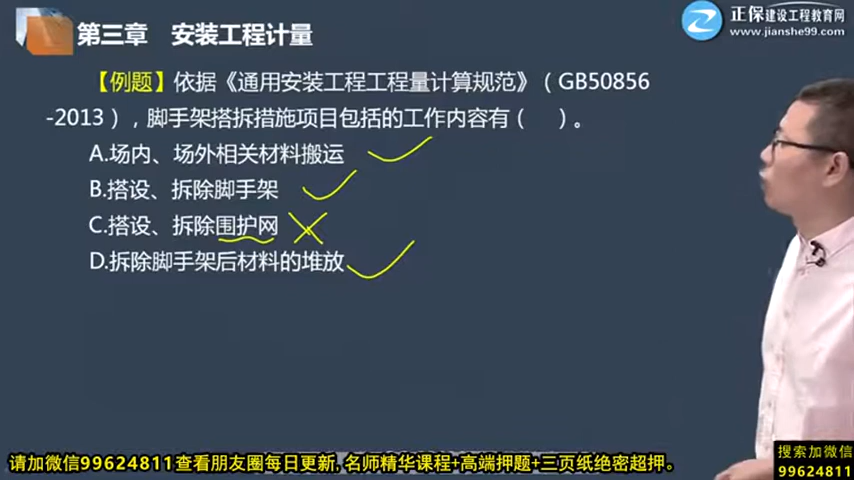 第三章 安装工程计量
正保建设工程教育网
www.jianshe99.com
【例题】依据《通用安装工程工程量计算规范》（GB50856
-2013），脚手架搭拆措施项目包括的工作内容有（ ）。
A.场内、场外相关材料搬运
B.搭设、拆除脚手架
C.搭设、拆除围护网
D.拆除脚手架后材料的堆放
请加微信99624811查看朋友圈每日更新,名师精华课程+高端押题+三页纸绝密超押。
搜索加微信
99624811